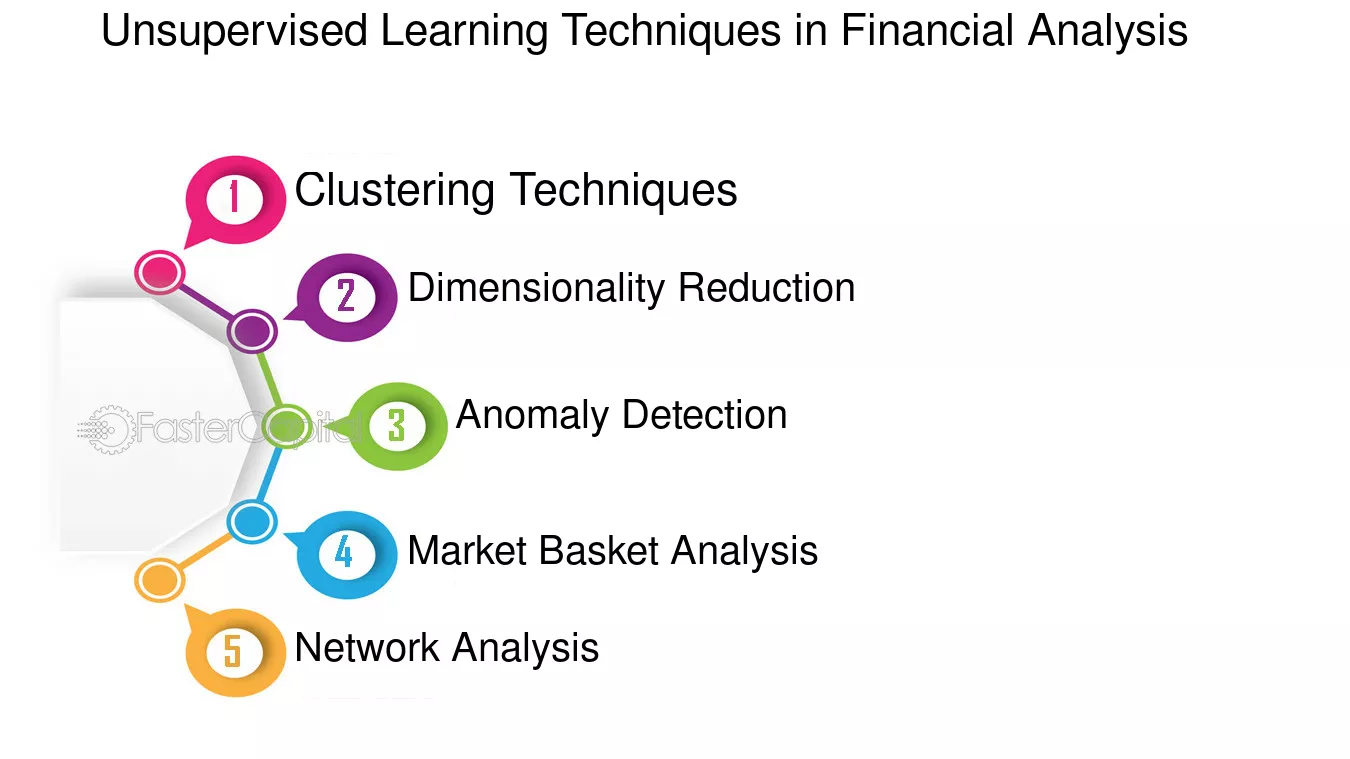 Unsupervised Learning Techniques in Financial Analysis
1 Clustering Techniques
2 Dimensionality Reduction
3 Anomaly Detection
FasterCapital
4 Market Basket Analysis
5 Network Analysis